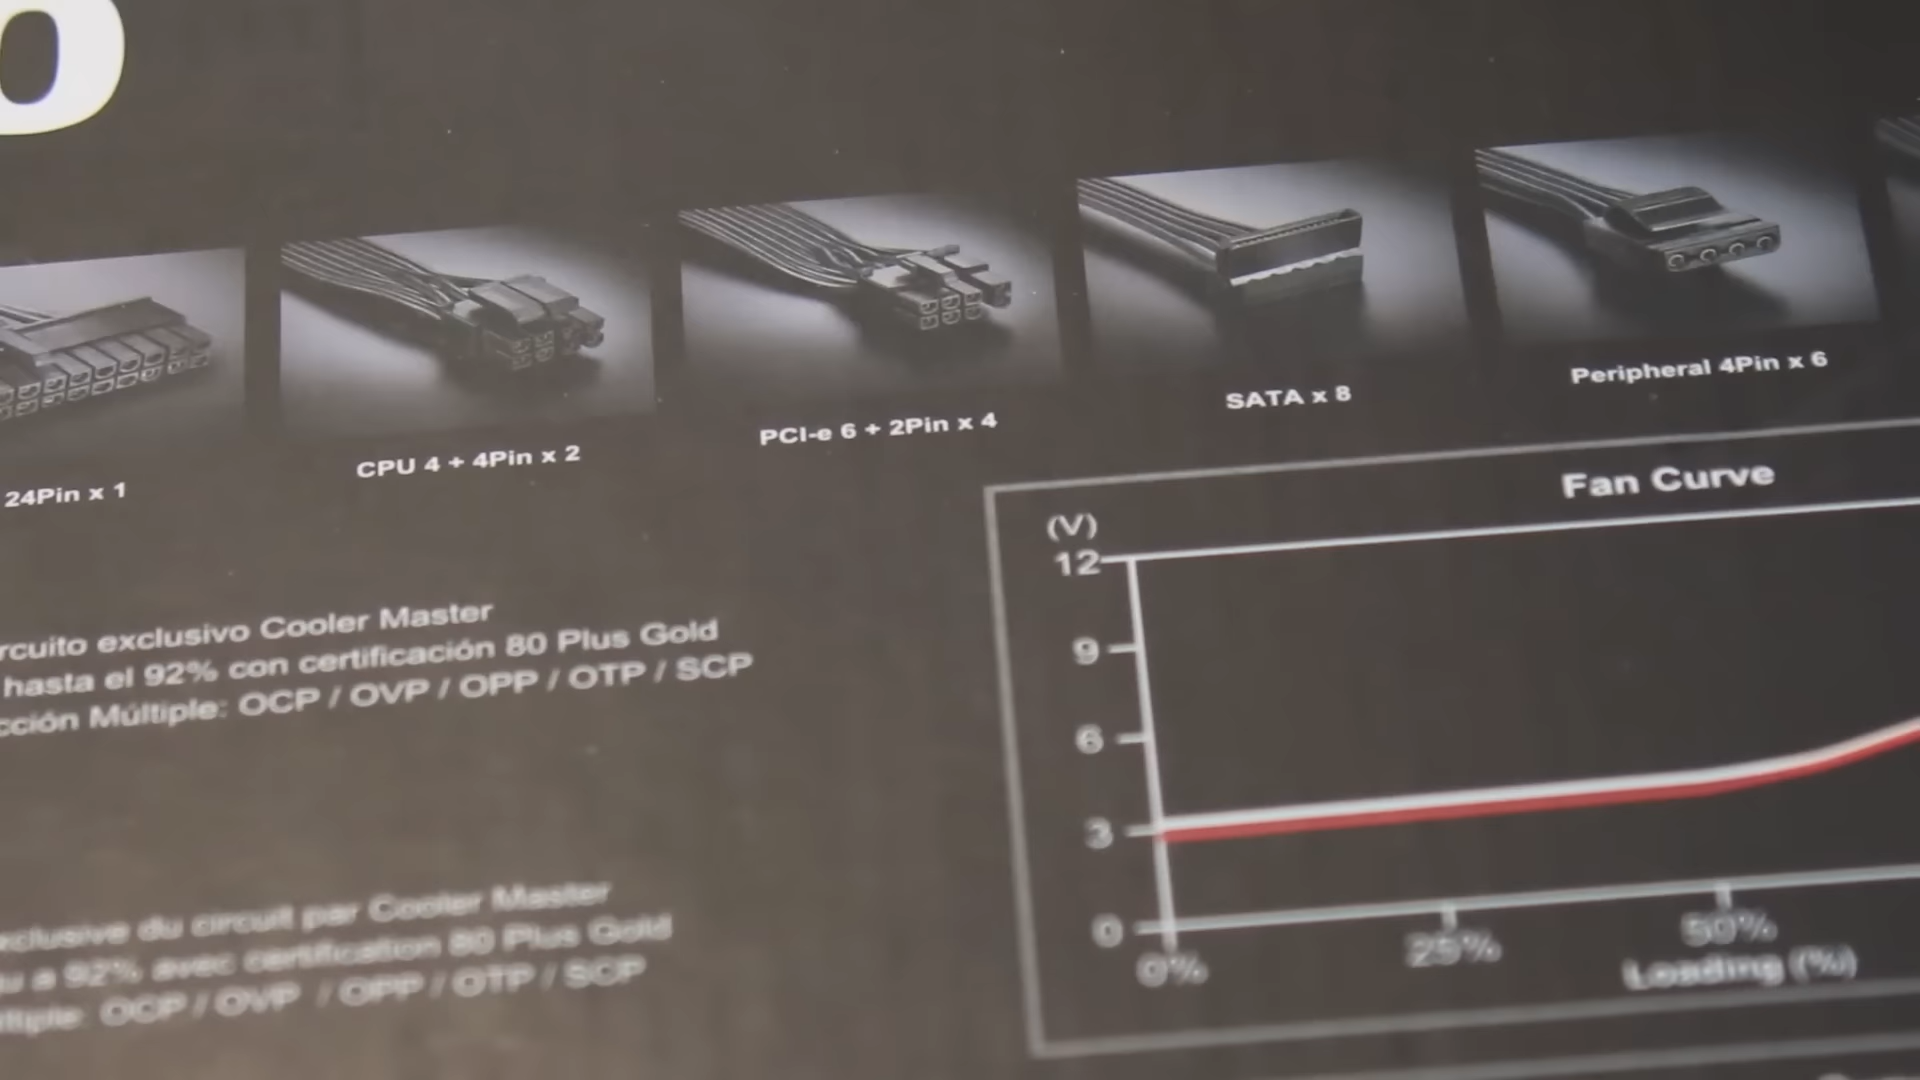 24Pin x 1
CPU 4 + 4Pin x 2
PCI-e 6 + 2Pin x 4
SATA x 8
Peripheral 4Pin x 6
rcuito exclusivo Cooler Master
hasta el 92% con certificación 80 Plus Gold
cción Múltiple: OCP / OVP / OPP / OTP / SCP
xclusive du circuit par Cooler Master
u a 92% avec certification 80 Plus Gold
ltiple: OCP / OVP / OPP / OTP / SCP
Fan Curve
(V)
12
9
6
3
0
0%
25%
50%
Loading (%)